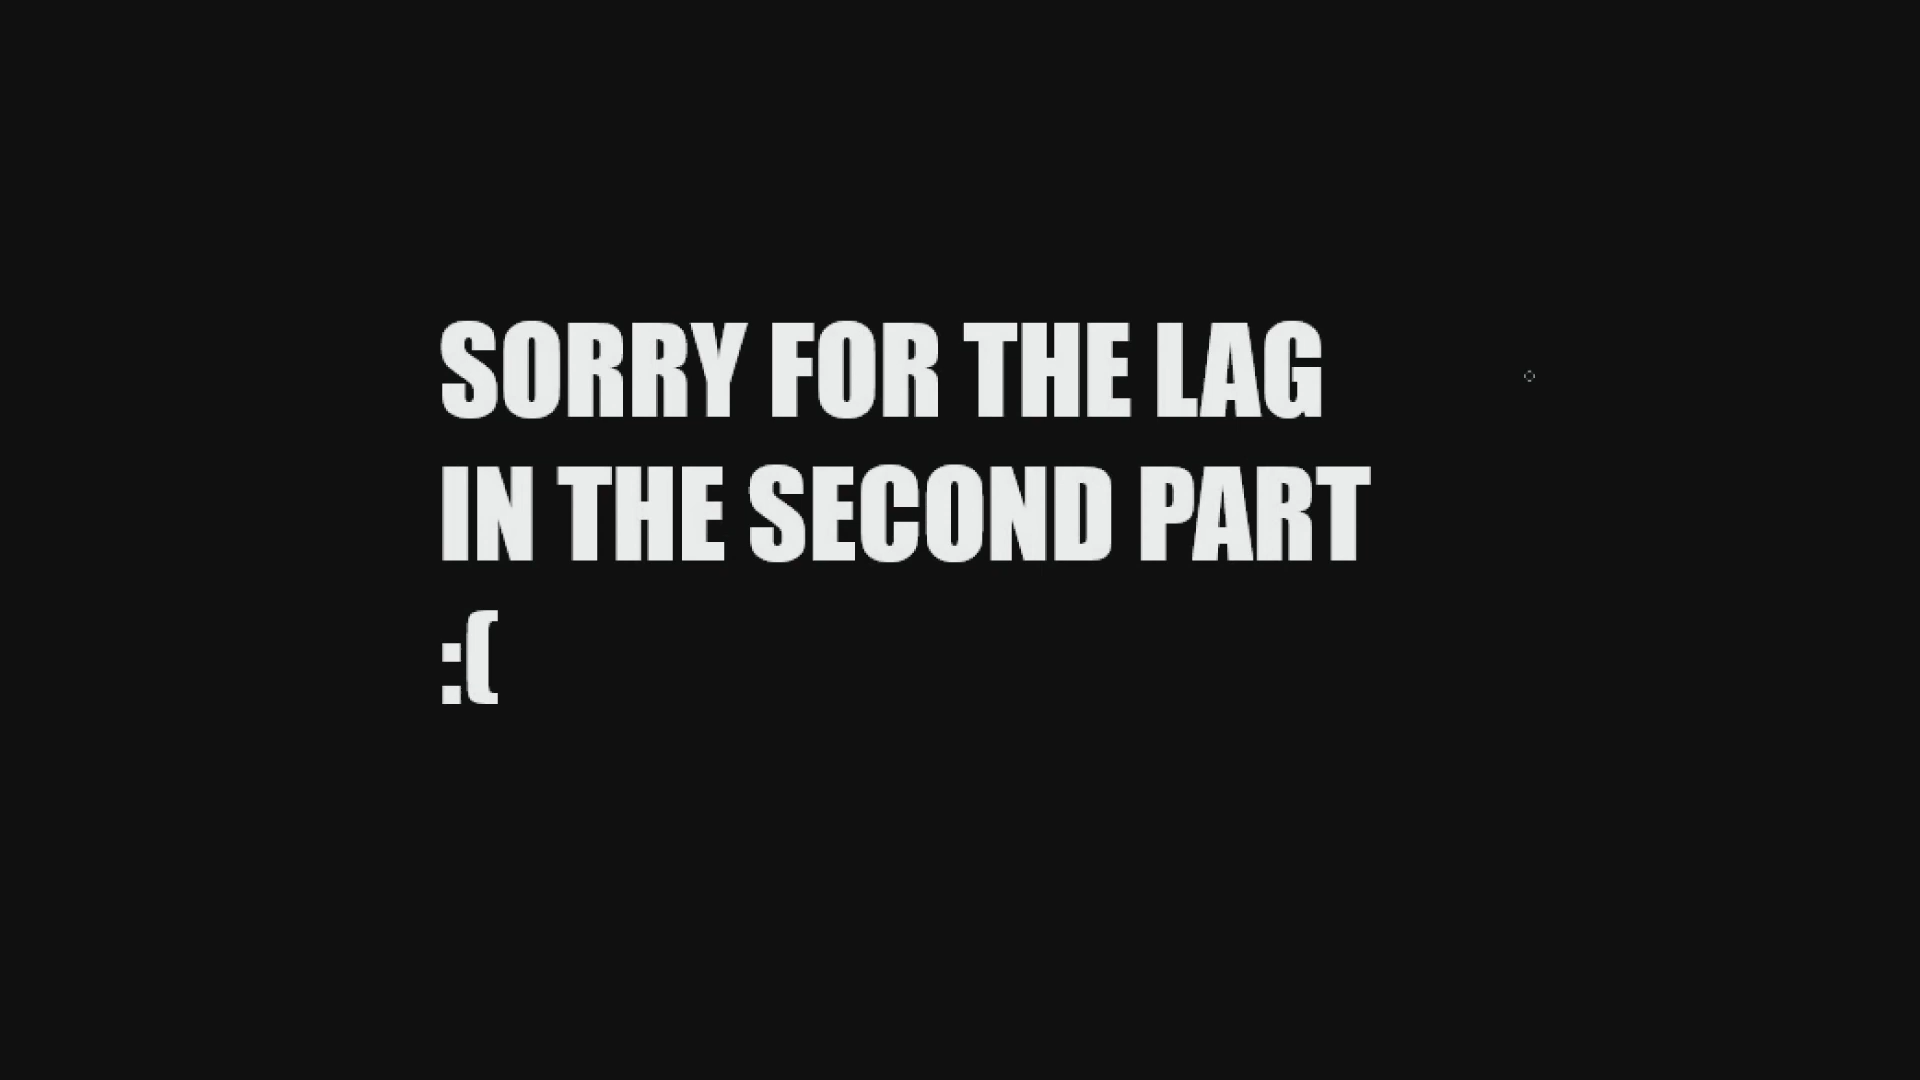 SORRY FOR THE LAG
IN THE SECOND PART
:(